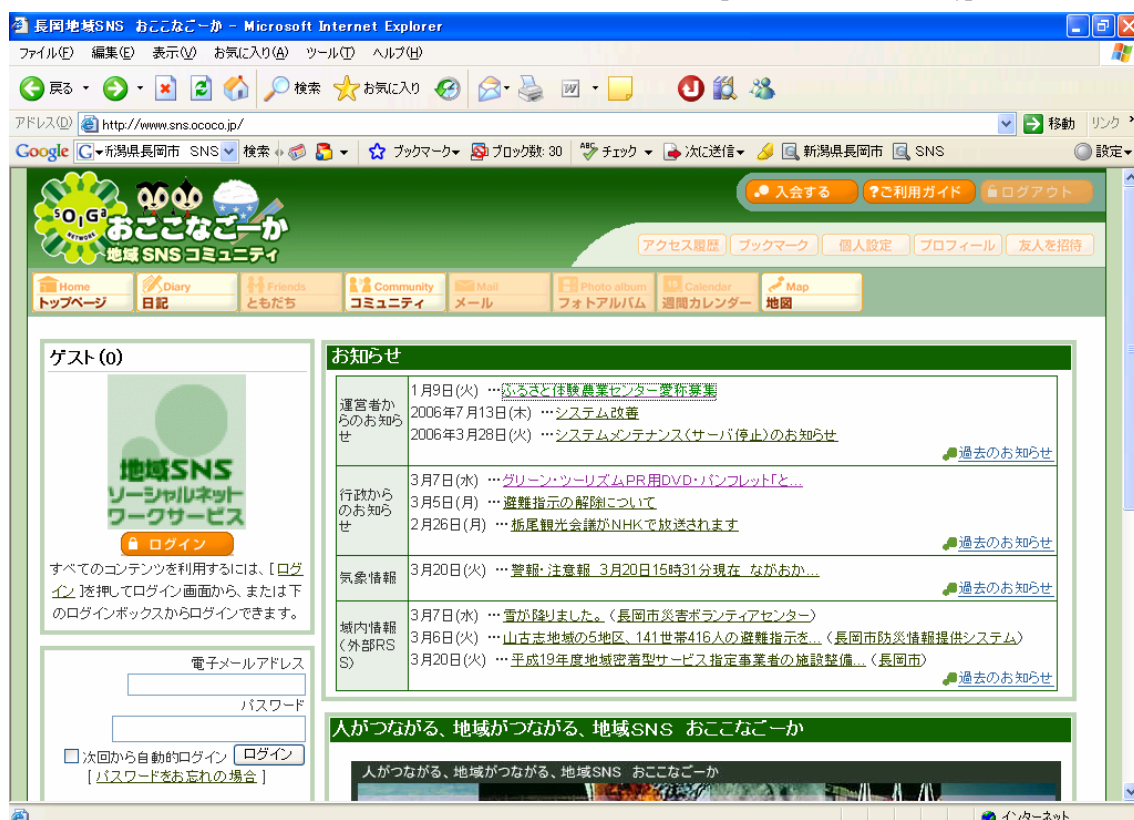 長岡地域SNS おここなごーか - Microsoft Internet Explorer
ファイル(F) 編集(E) 表示(V) お気に入り(A) ツール(T) ヘルプ(H)
戻る 検索 お気に入り
アドレス(D) http://www.sns.ococo.jp/ 移動 リンク
Google 新潟県長岡市 SNS 検索 ブックマーク ブロック数: 30 チェック 次に送信 新潟県長岡市 SNS 設定
入会する ?ご利用ガイド ログアウト
SO,GA NETWORK
おここなごーか
地域SNSコミュニティ
アクセス履歴 ブックマーク 個人設定 プロフィール 友人を招待
Home Diary Friends Community Mail Photo album Calendar Map
トップページ 日記 ともだち コミュニティ メール フォトアルバム 週間カレンダー 地図
ゲスト(0)
地域SNS
ソーシャルネット
ワークサービス
ログイン
すべてのコンテンツを利用するには、[ログ
イン]を押してログイン画面から、または下
のログインボックスからログインできます。
電子メールアドレス
パスワード
次回から自動的ログイン ログイン
[パスワードをお忘れの場合]
お知らせ
運営者か
らのお知ら
せ
1月9日(火) …ふるさと体験農業センター愛称募集
2006年7月13日(木) …システム改善
2006年3月28日(火) …システムメンテナンス(サーバ停止)のお知らせ
過去のお知らせ
行政から
のお知ら
せ
3月7日(水) …グリーン・ツーリズムPR用DVD・パンフレット「と...
3月5日(月) …避難指示の解除について
2月26日(月) …栃尾観光会議がNHKで放送されます
過去のお知らせ
気象情報
3月20日(火) …警報・注意報 3月20日15時31分現在 ながおか...
過去のお知らせ
域内情報
(外部RS
S)
3月7日(水) …雪が降りました。(長岡市災害ボランティアセンター)
3月6日(火) …山古志地域の5地区、141世帯416人の避難指示を...(長岡市防災情報提供システム)
3月20日(火) …平成19年度地域密着型サービス指定事業者の施設整備...(長岡市)
過去のお知らせ
人がつながる、地域がつながる、地域SNS おここなごーか
人がつながる、地域がつながる、地域SNS おここなごーか
インターネット